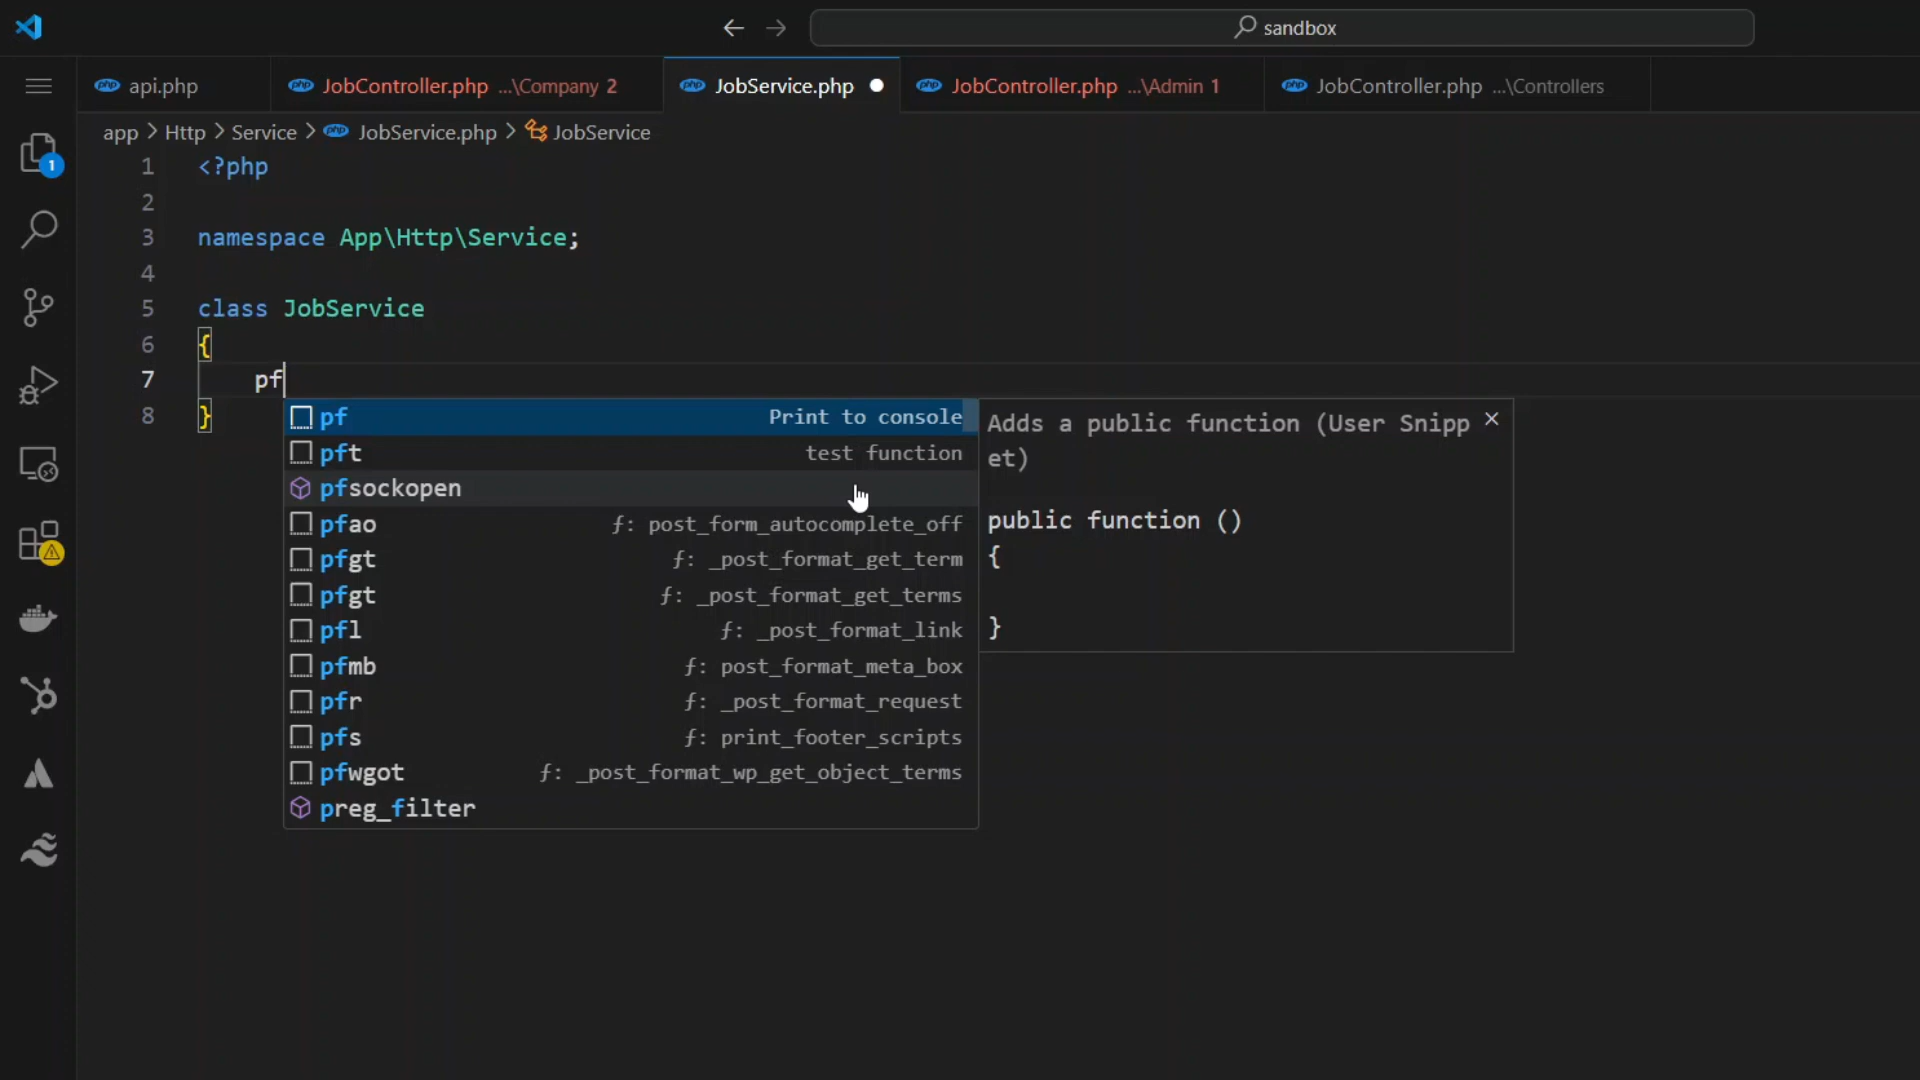 sandbox
api.php
JobController.php ...\Company 2
JobService.php
JobController.php ...\Admin 1
JobController.php ...\Controllers
app > Http > Service > JobService.php > JobService
1 <?php
2
3 namespace App\Http\Service;
4
5 class JobService
6 {
7 pf
8 }
pf Print to console
pft test function
pfsockopen
pfao ƒ: post_form_autocomplete_off
pfgt ƒ: _post_format_get_term
pfgt ƒ: _post_format_get_terms
pfl ƒ: _post_format_link
pfmb ƒ: post_format_meta_box
pfr ƒ: _post_format_request
pfs ƒ: print_footer_scripts
pfwgot ƒ: _post_format_wp_get_object_terms
preg_filter
Adds a public function (User Snipp
et)
public function ()
{
}
1